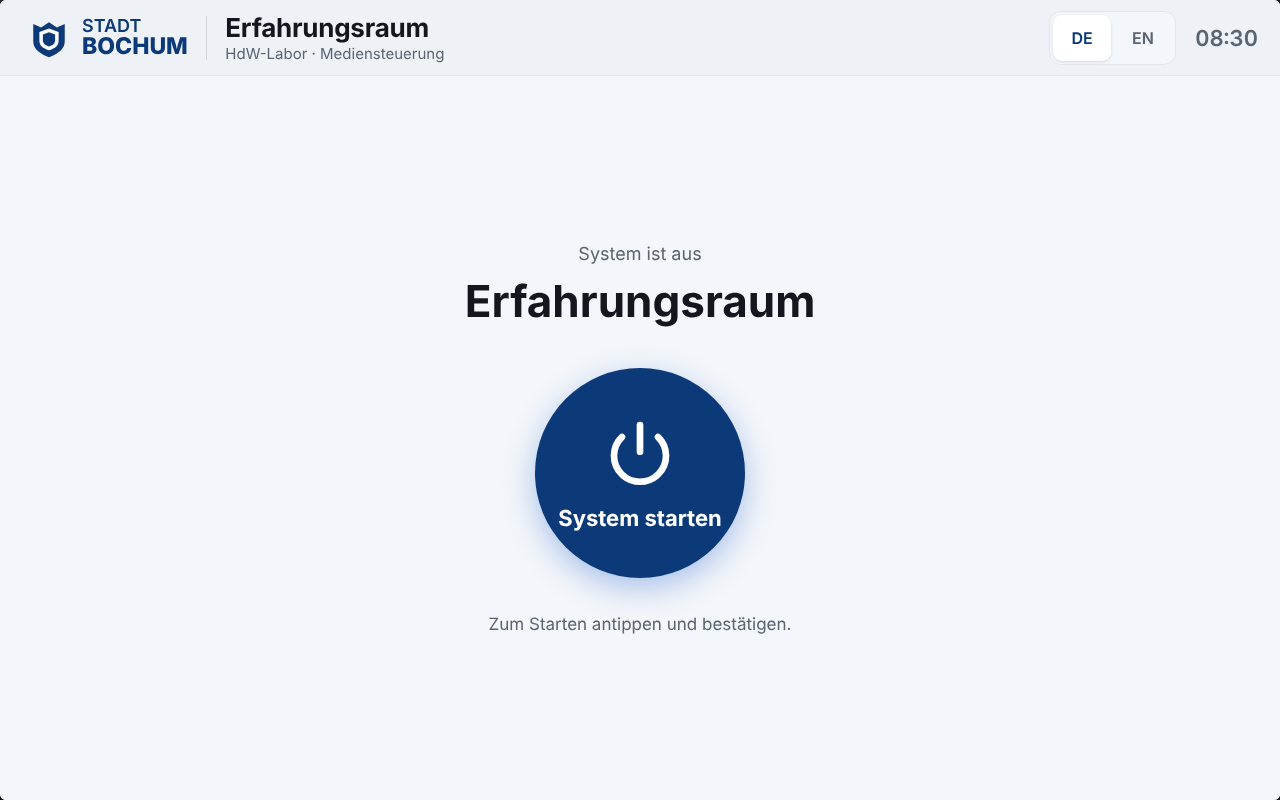 STADT
BOCHUM
Erfahrungsraum
HdW-Labor · Mediensteuerung
DE
EN
08:30
System ist aus
Erfahrungsraum
System starten
Zum Starten antippen und bestätigen.